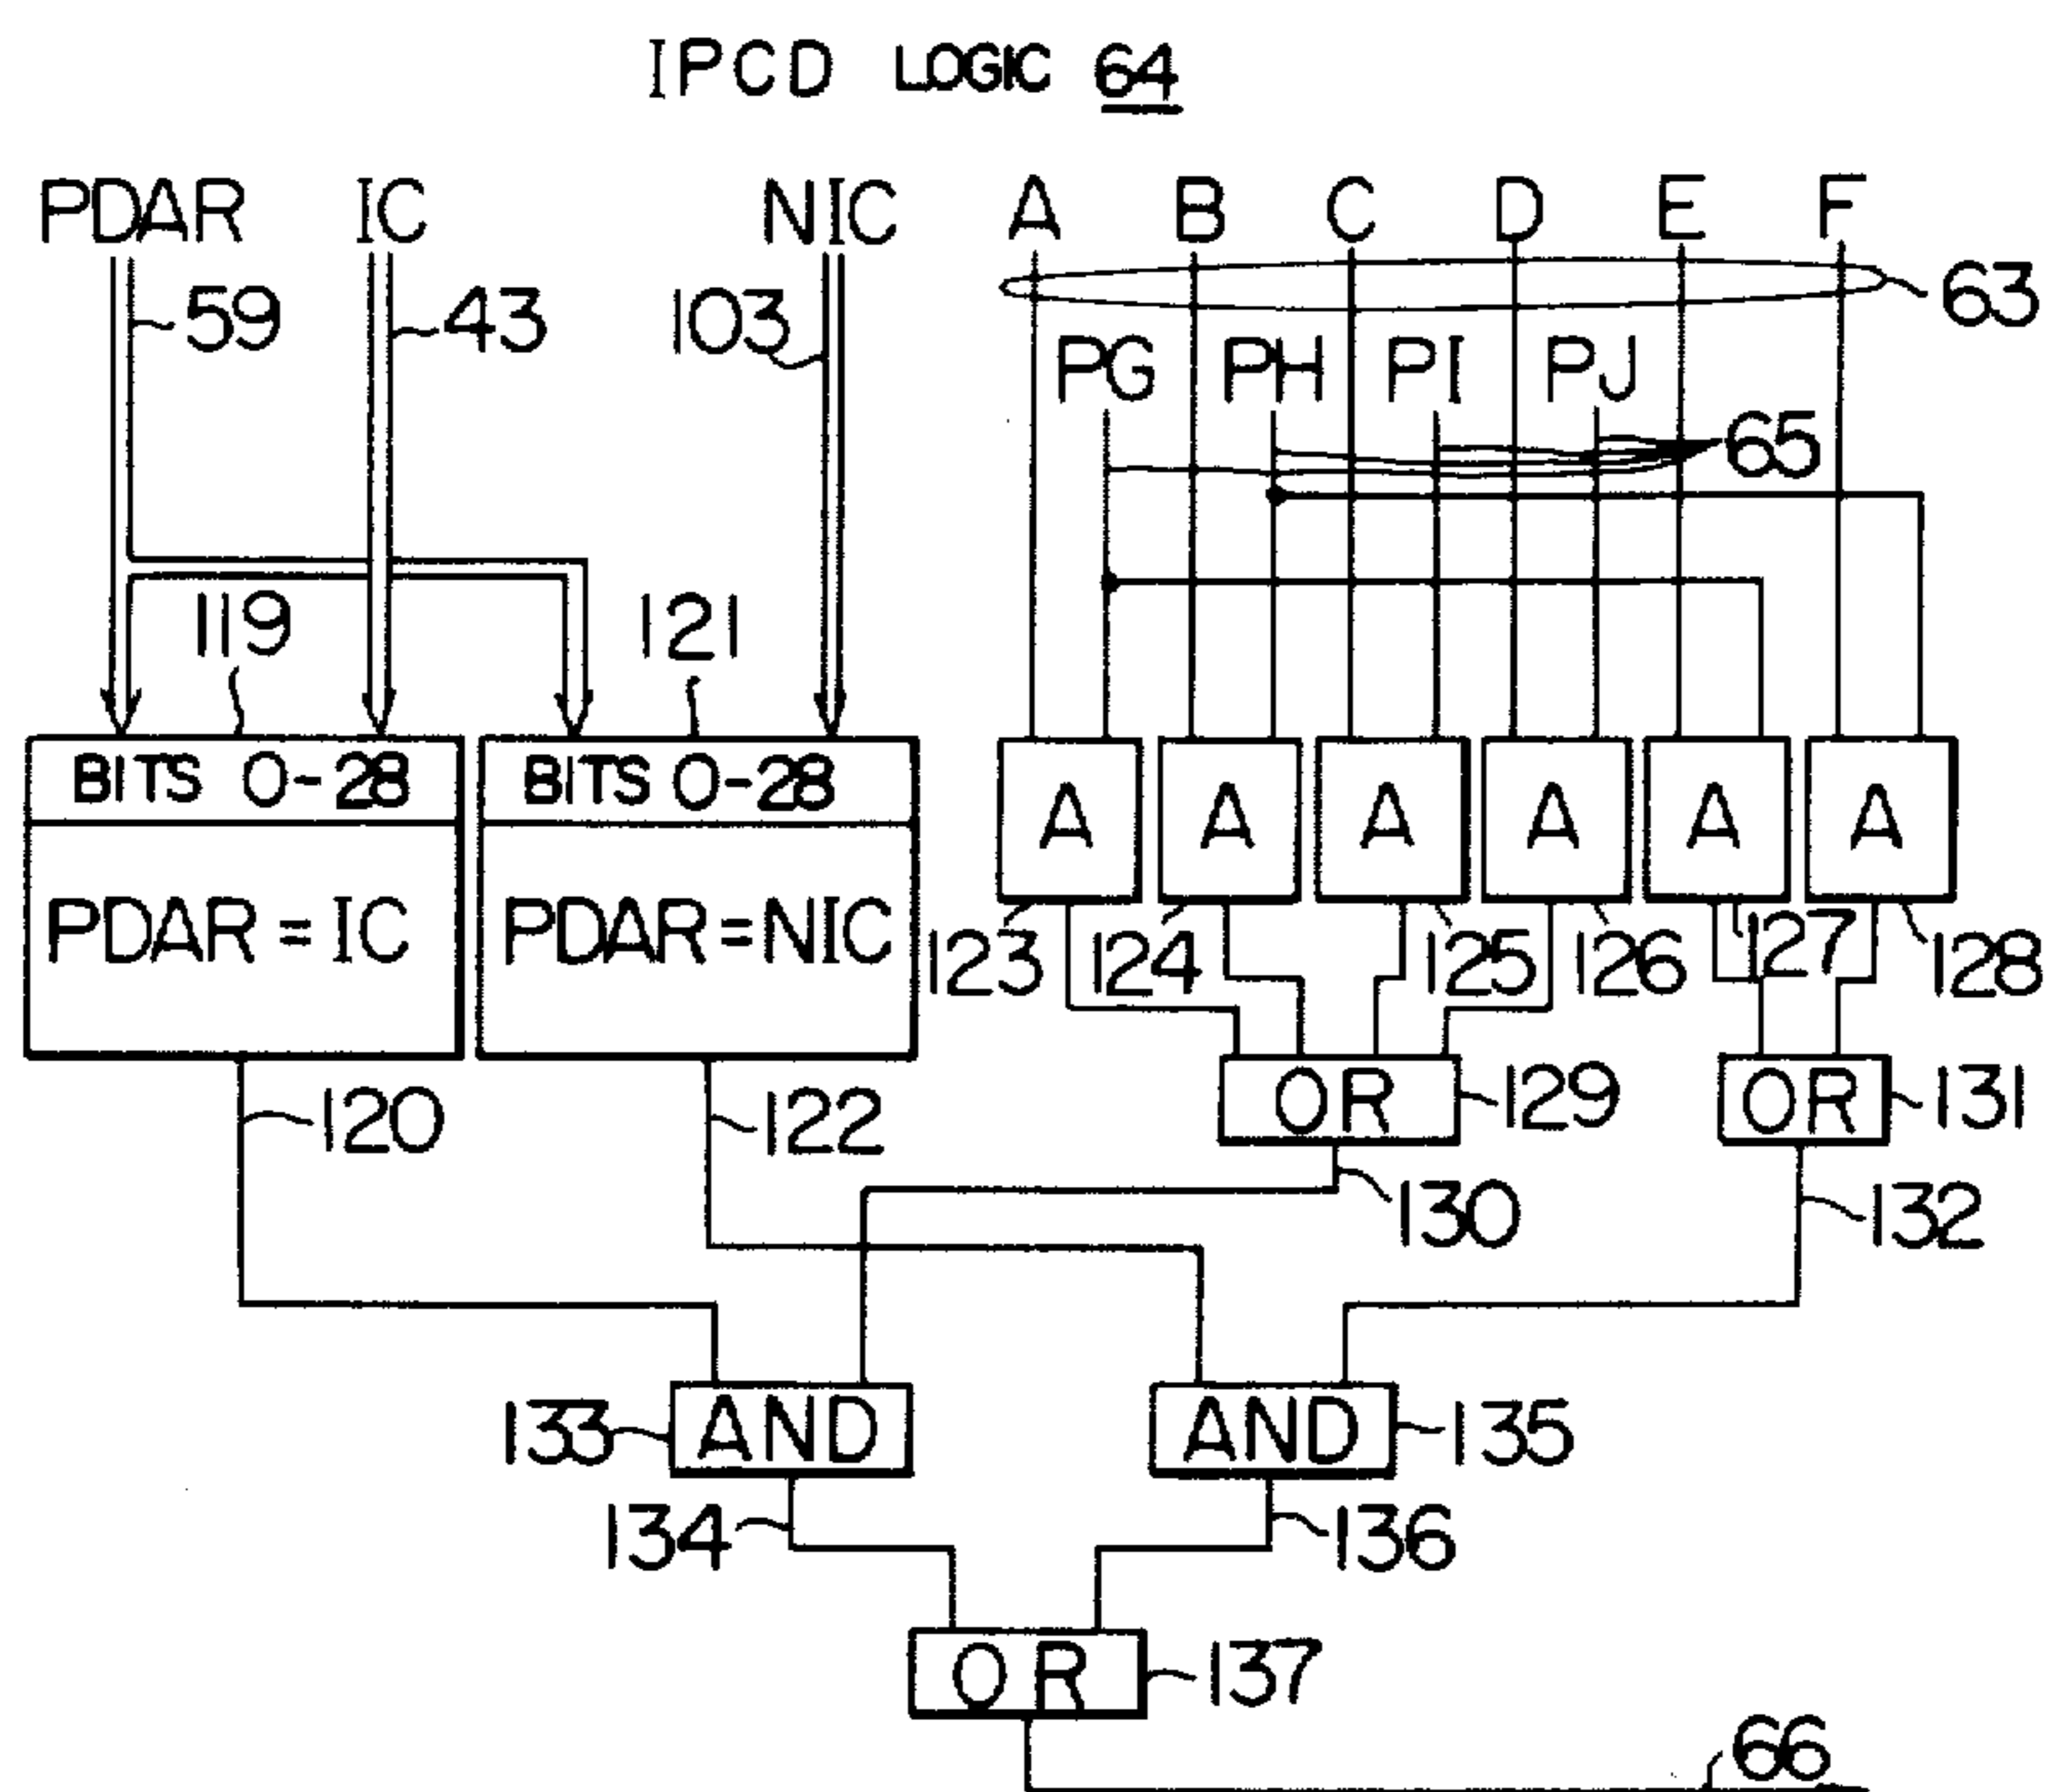 IPCD LOGIC 64
PDAR IC NIC A B C D E F
59 43 103 63
PG PH PI PJ
65
119 121
BITS 0-28 BITS 0-28
A A A A A A
PDAR = IC PDAR = NIC
123 124 125 126 127 128
120 122 OR 129 OR 131
130 132
133 AND AND 135
134 136
OR 137
66